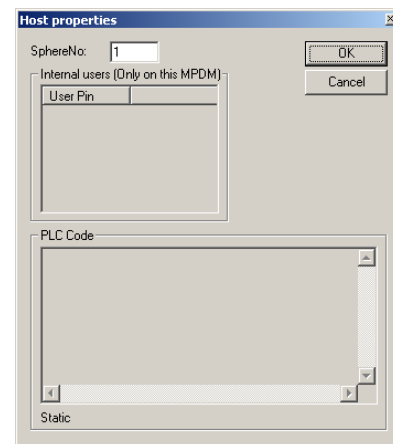 Host properties
SphereNo: 1
OK
Internal users (Only on this MPDM)
Cancel
User Pin
PLC Code
Static